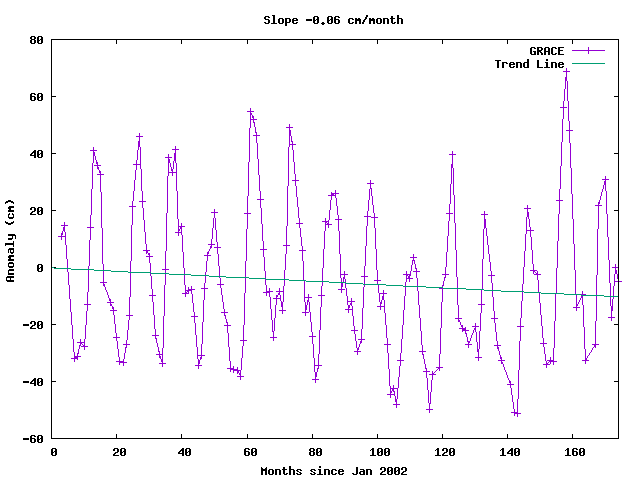 Slope -0.06 cm/month
80
60
40
20
0
-20
-40
-60
Anomaly (cm)
GRACE
Trend Line
0 20 40 60 80 100 120 140 160
Months since Jan 2002